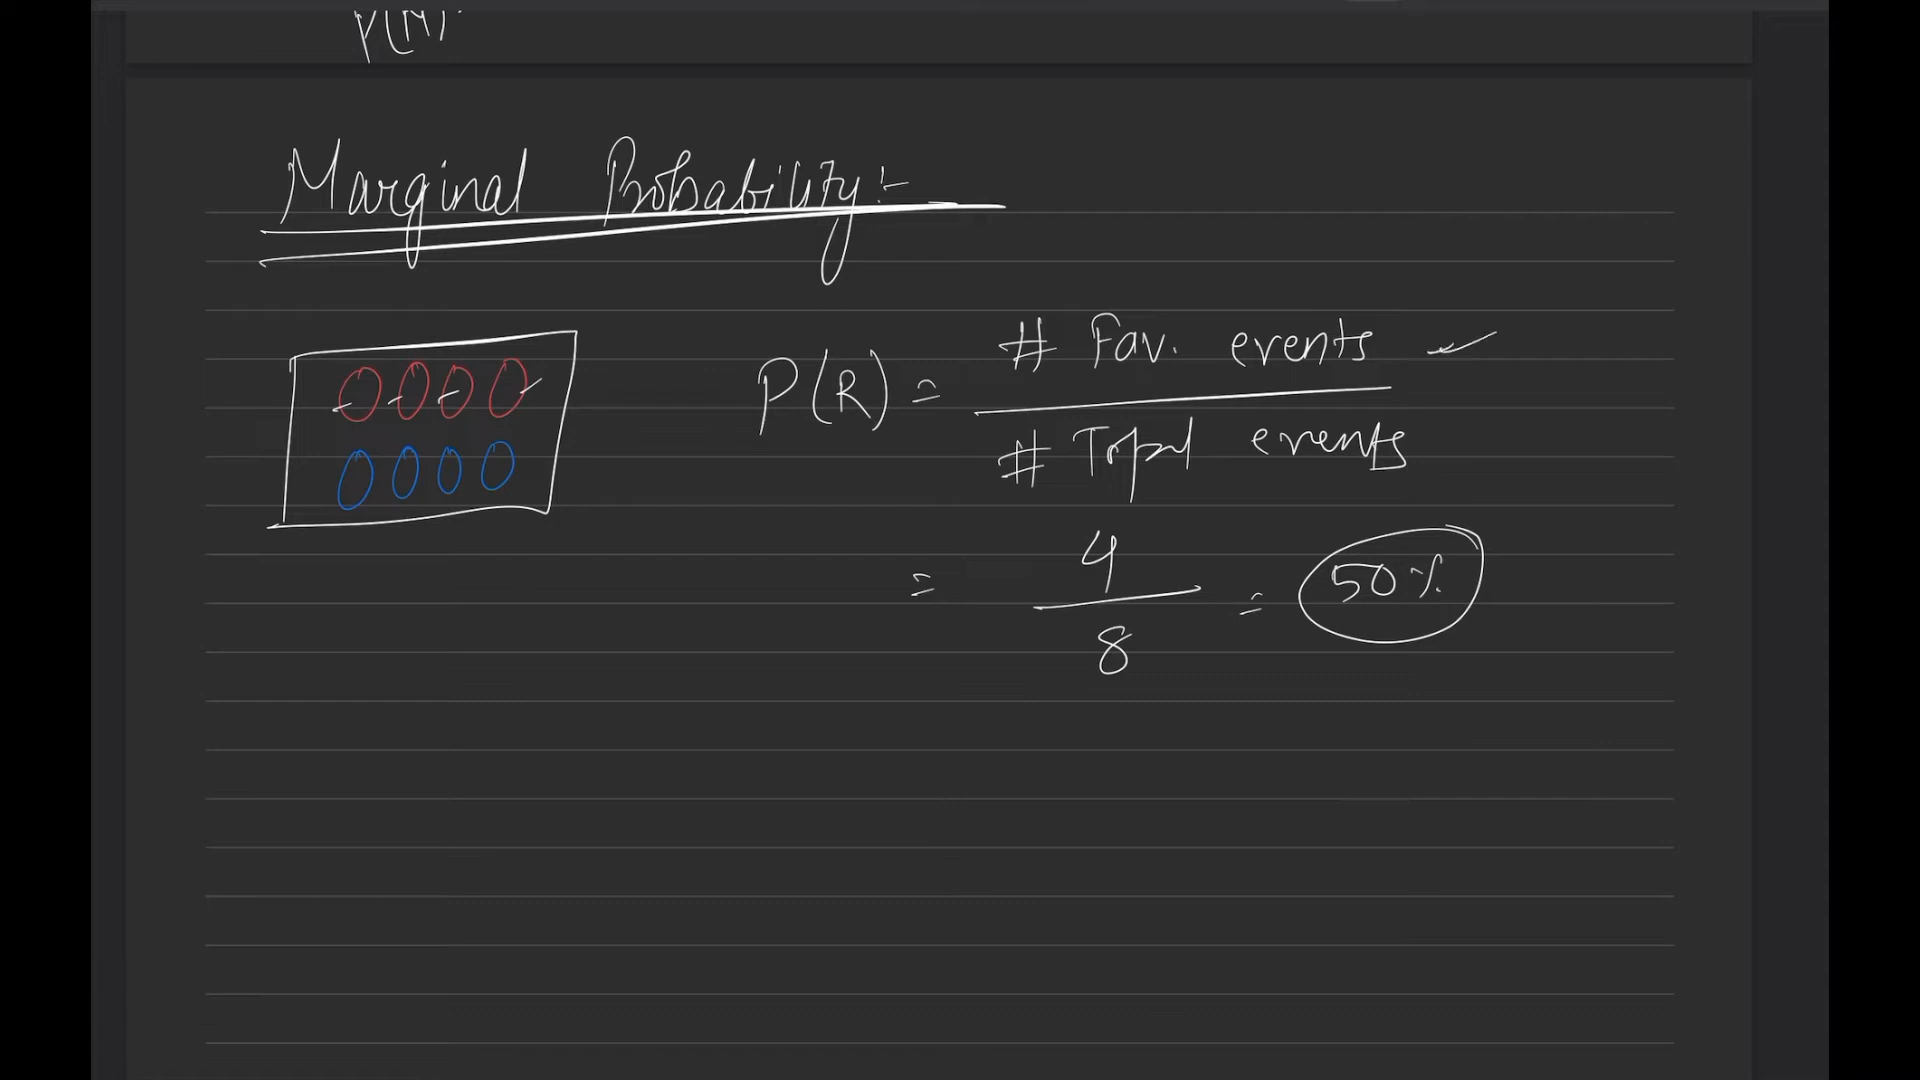 P(M)
Marginal Probability:-
P(R) = # Fav. events / # Total events
= 4 / 8 = 50%